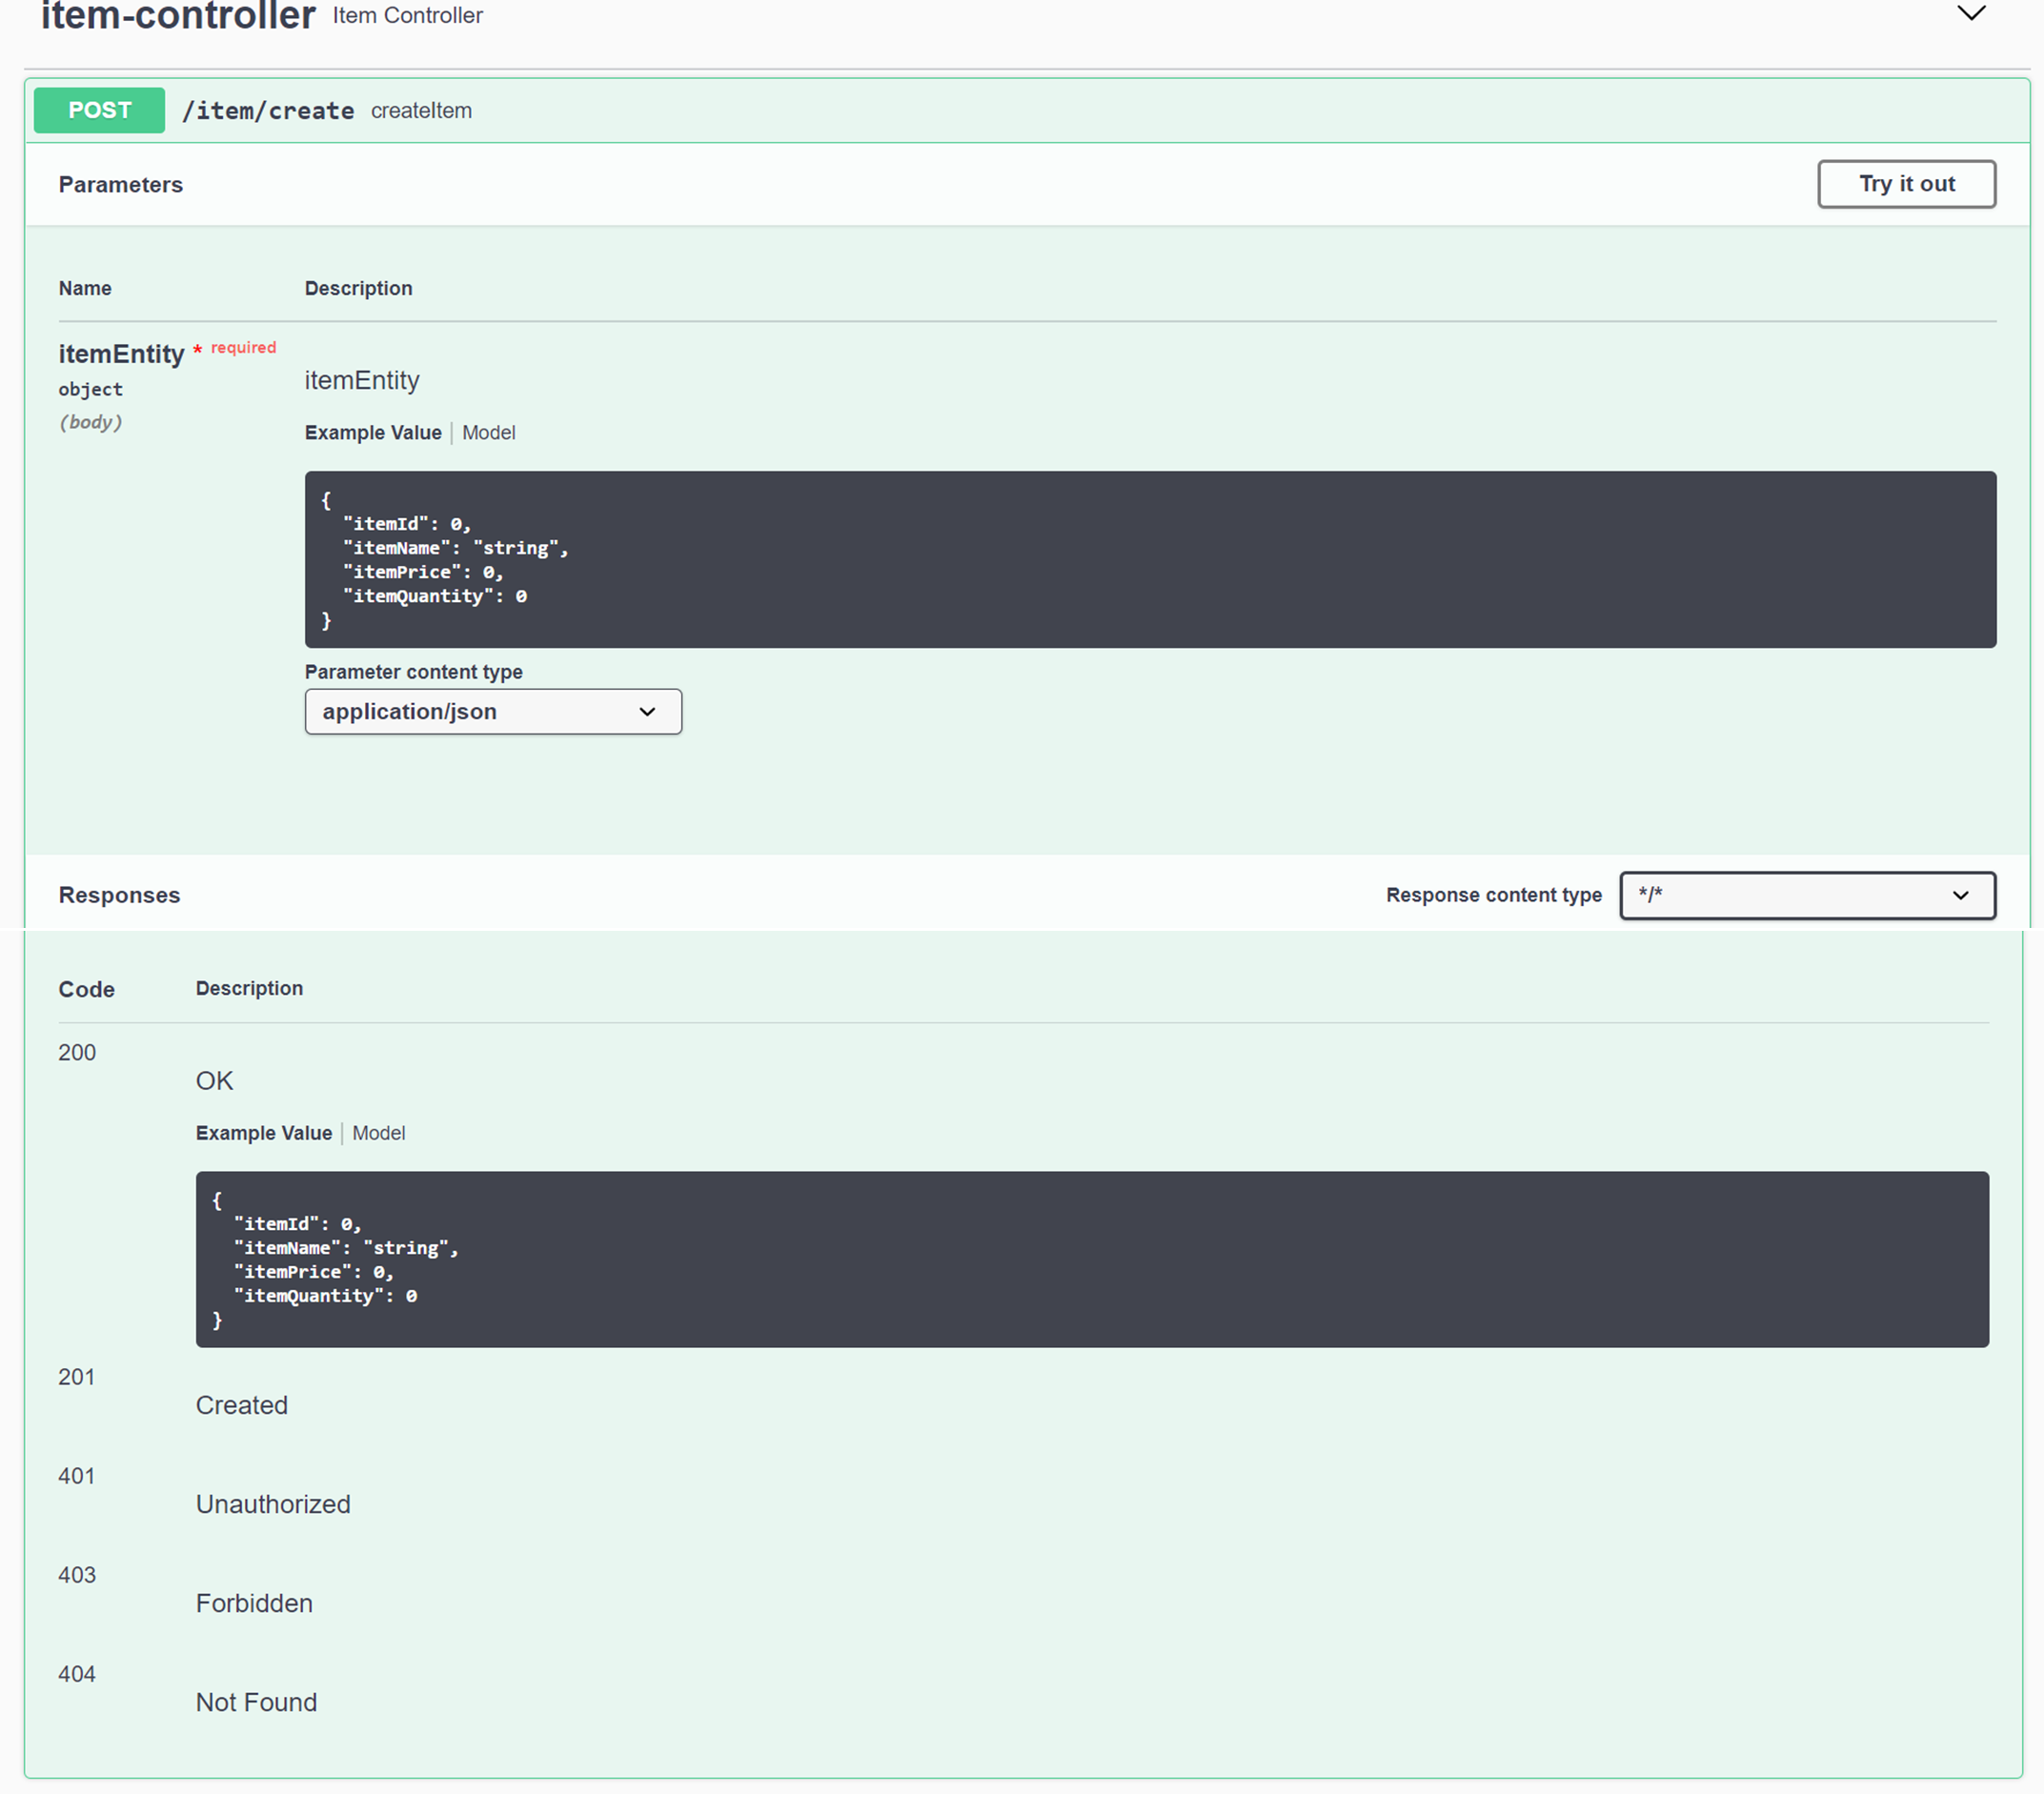 item-controller Item Controller
POST /item/create createItem
Parameters Try it out
Name Description
itemEntity * required
object
(body)
itemEntity
Example Value | Model
{
  "itemId": 0,
  "itemName": "string",
  "itemPrice": 0,
  "itemQuantity": 0
}
Parameter content type
application/json
Responses Response content type */*
Code Description
200
OK
Example Value | Model
{
  "itemId": 0,
  "itemName": "string",
  "itemPrice": 0,
  "itemQuantity": 0
}
201
Created
401
Unauthorized
403
Forbidden
404
Not Found